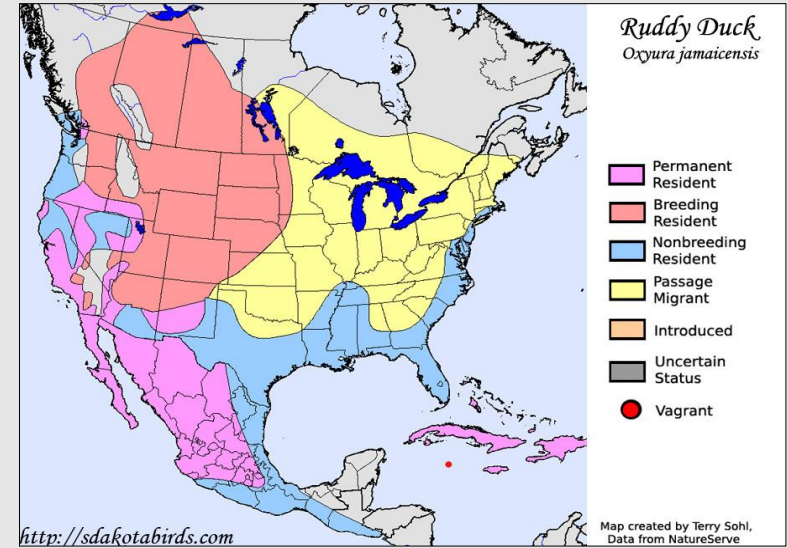 Ruddy Duck
Oxyura jamaicensis
Permanent
Resident
Breeding
Resident
Nonbreeding
Resident
Passage
Migrant
Introduced
Uncertain
Status
Vagrant
http://sdakotabirds.com
Map created by Terry Sohl,
Data from NatureServe